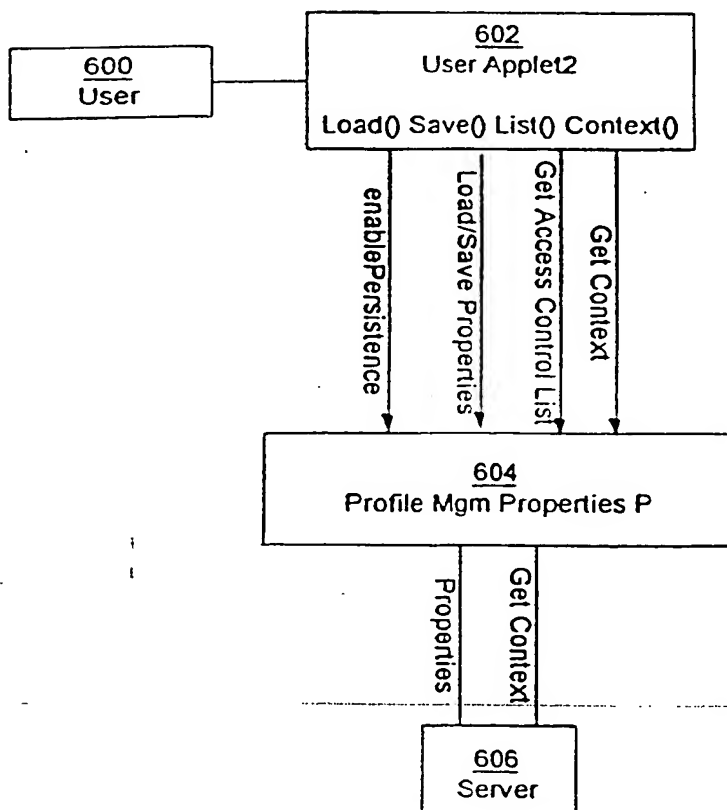 600
User
602
User Applet2
Load() Save() List() Context()
enablePersistence
Load/Save Properties
Get Access Control List
Get Context
604
Profile Mgm Properties P
Properties
Get Context
606
Server